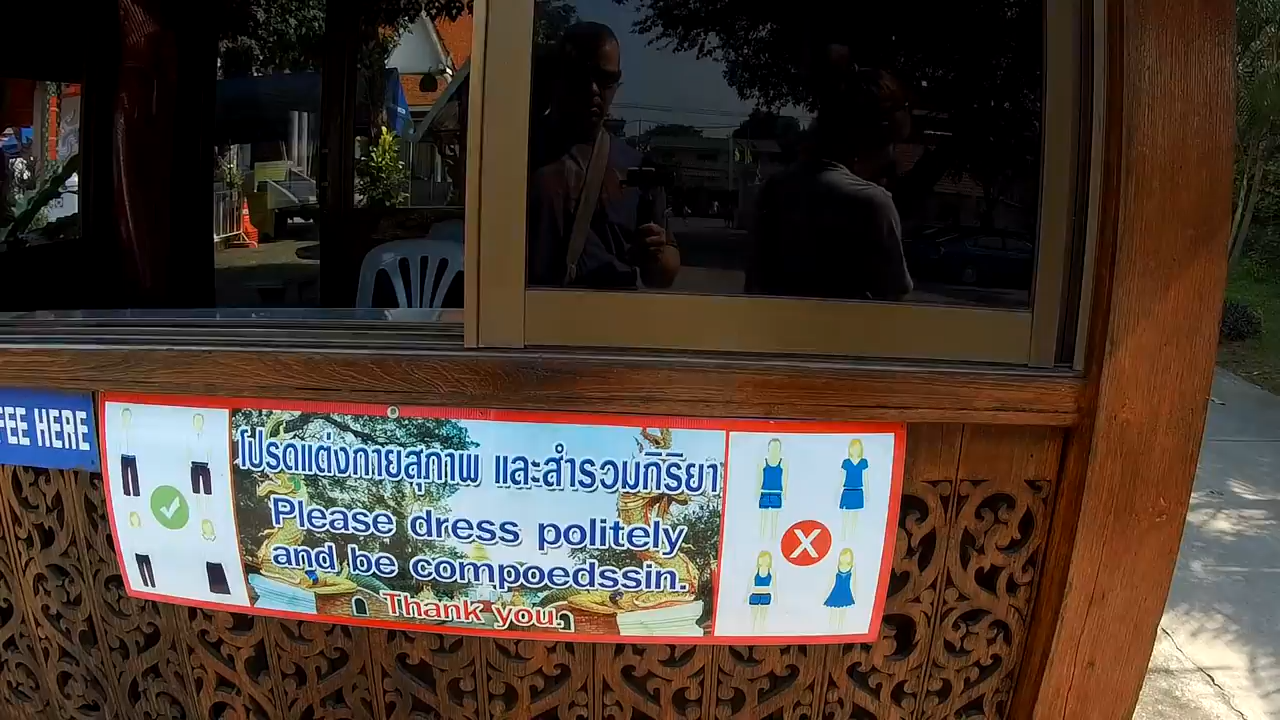 FEE HERE
โปรดแต่งกายสุภาพ และสำรวมกิริยา
Please dress politely
and be compoedssin.
Thank you.